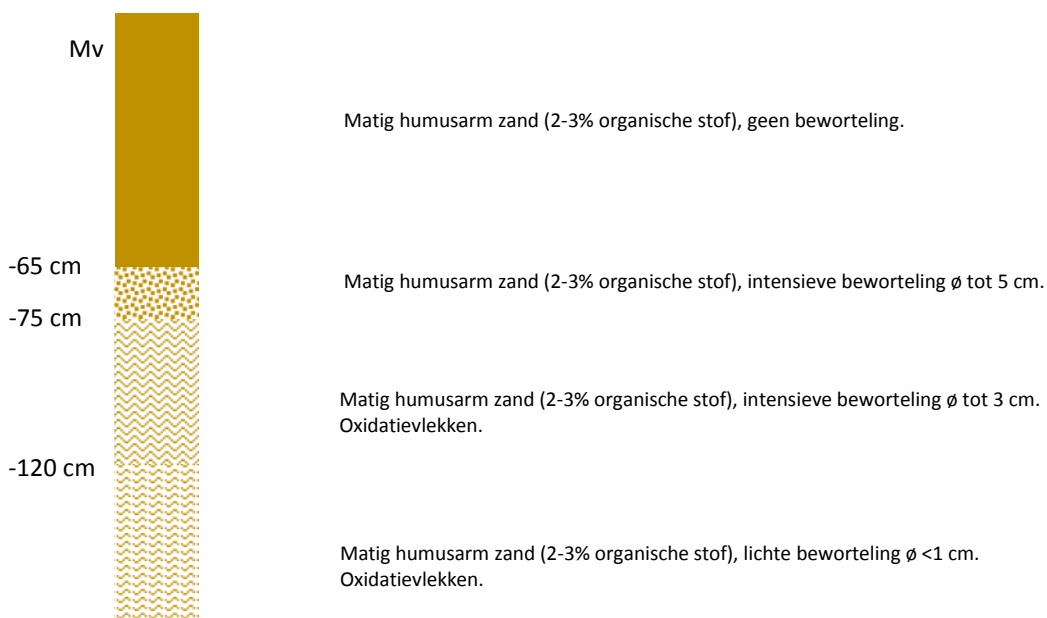 Mv
Matig humusarm zand (2-3% organische stof), geen beworteling.
-65 cm
Matig humusarm zand (2-3% organische stof), intensieve beworteling ø tot 5 cm.
-75 cm
Matig humusarm zand (2-3% organische stof), intensieve beworteling ø tot 3 cm.
Oxidatievlekken.
-120 cm
Matig humusarm zand (2-3% organische stof), lichte beworteling ø <1 cm.
Oxidatievlekken.